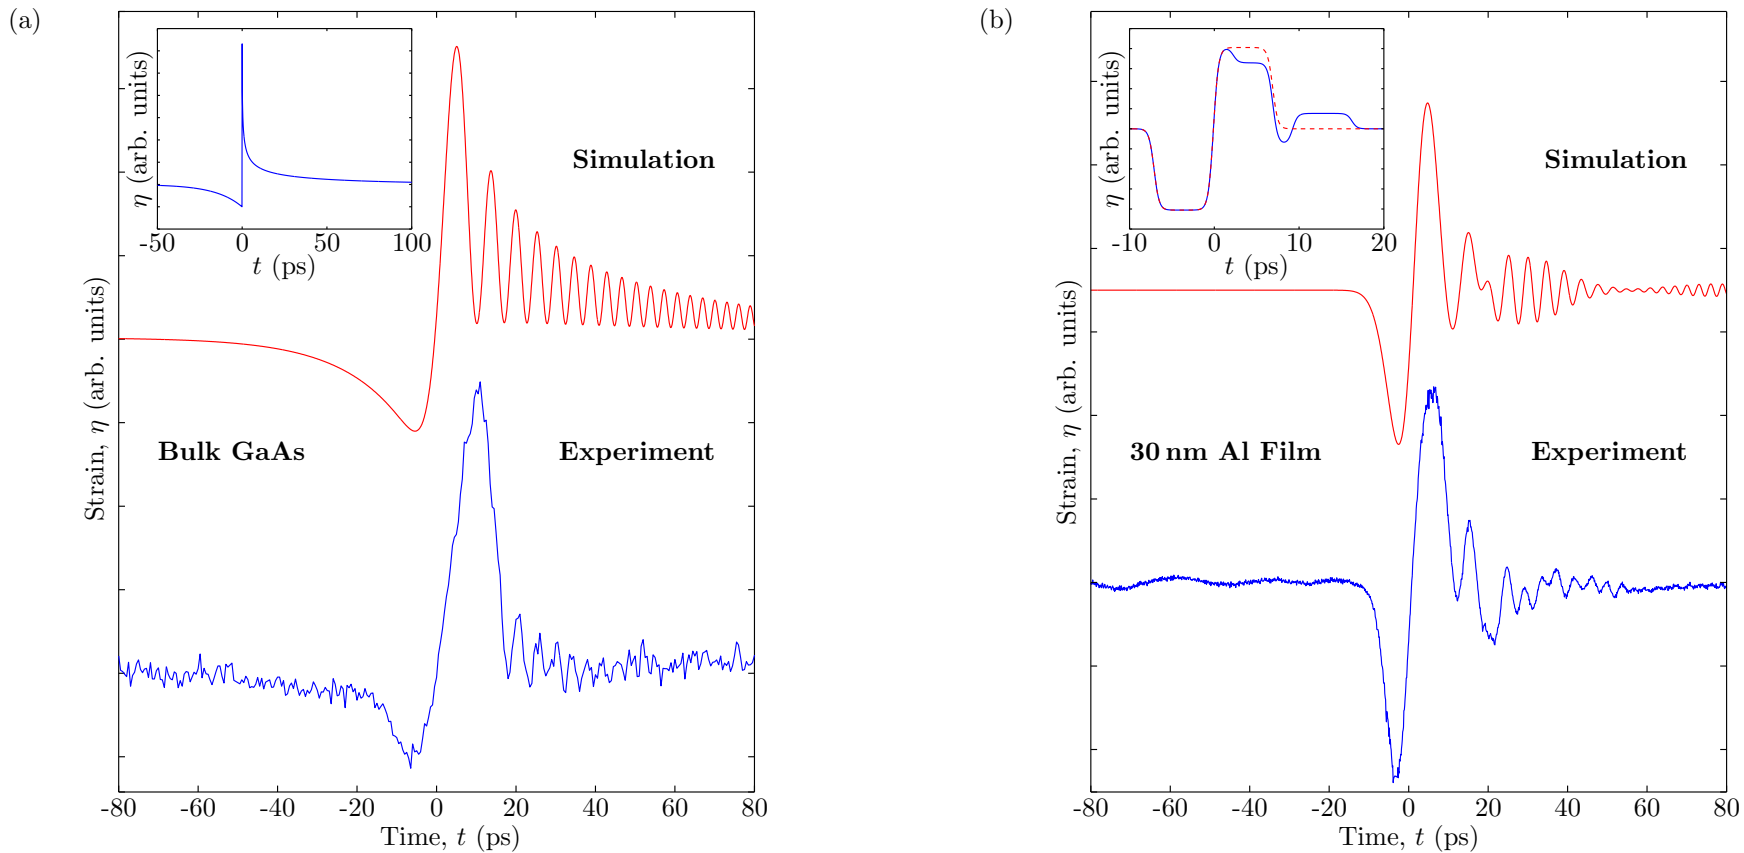 (a)
η (arb. units)
-50 0 50 100
t (ps)
Simulation
Strain, η (arb. units)
Bulk GaAs
Experiment
-80 -60 -40 -20 0 20 40 60 80
Time, t (ps)
(b)
η (arb. units)
-10 0 10 20
t (ps)
Simulation
Strain, η (arb. units)
30 nm Al Film
Experiment
-80 -60 -40 -20 0 20 40 60 80
Time, t (ps)